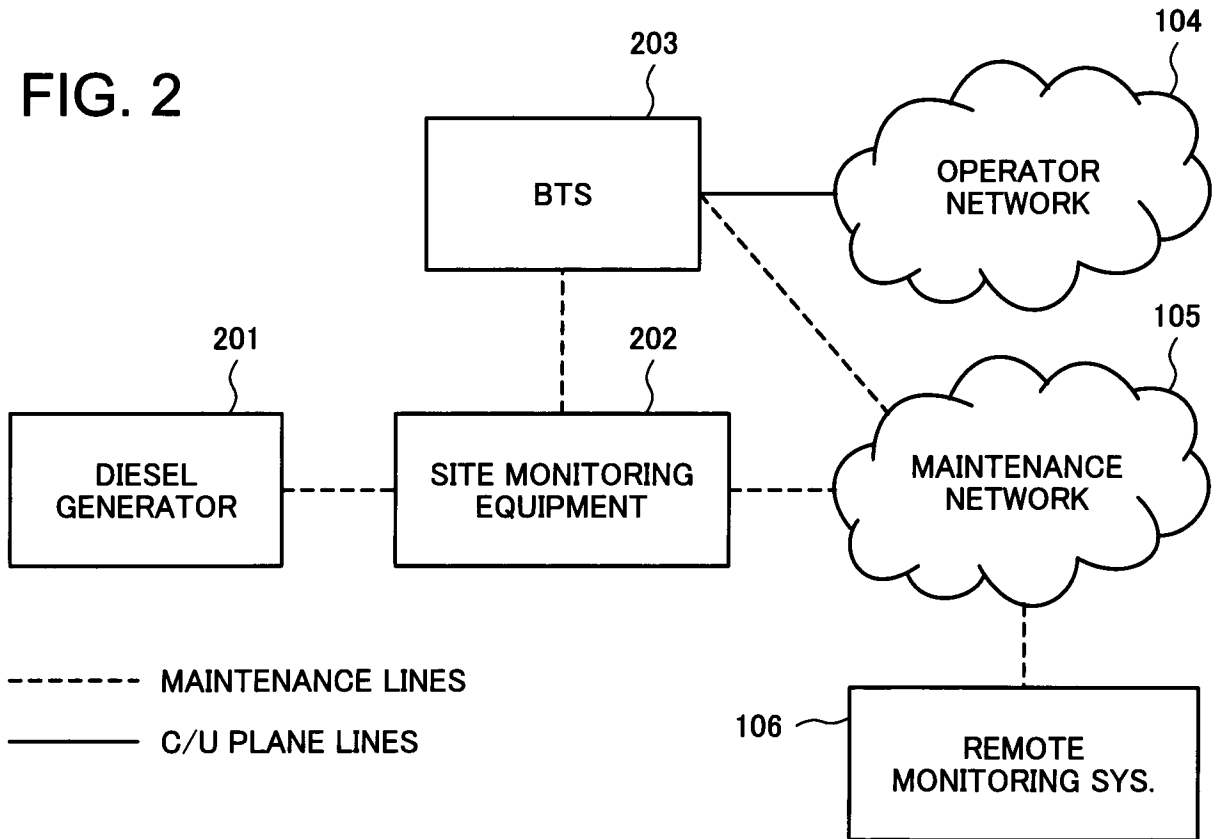 FIG. 2
203
BTS
104
OPERATOR
NETWORK
201
DIESEL
GENERATOR
202
SITE MONITORING
EQUIPMENT
105
MAINTENANCE
NETWORK
MAINTENANCE LINES
C/U PLANE LINES
106
REMOTE
MONITORING SYS.